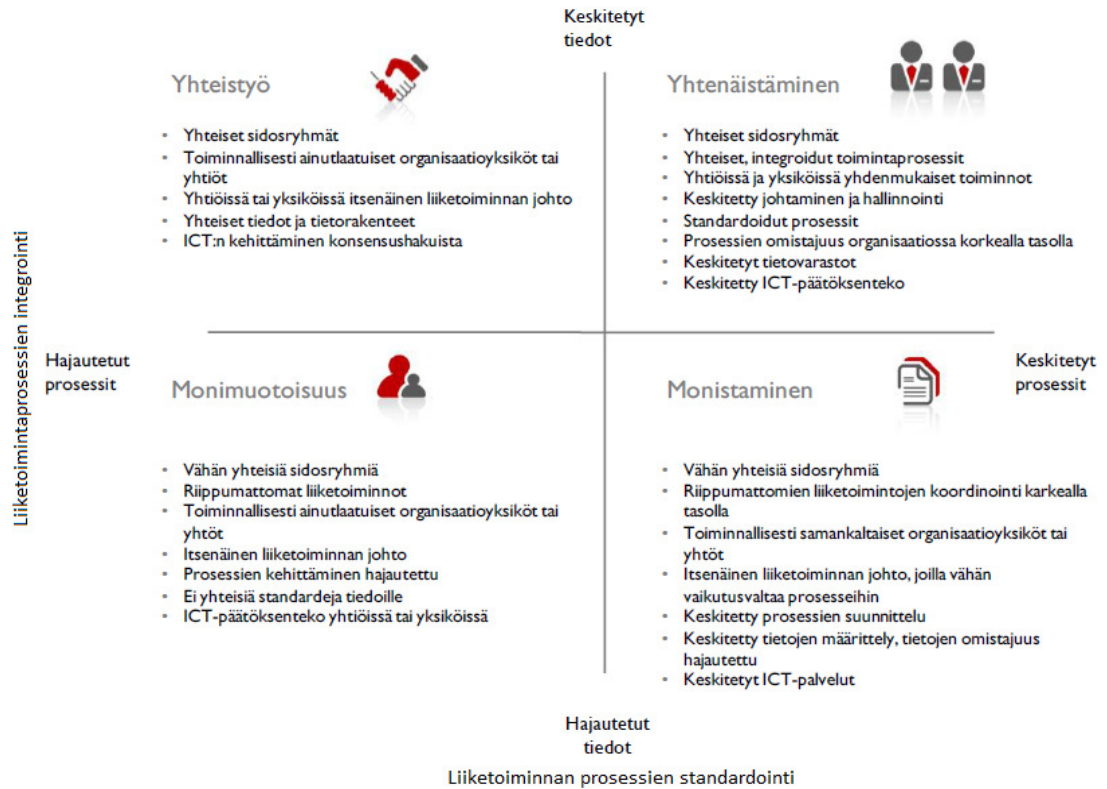 Keskitetyt
tiedot
Yhteistyö
• Yhteiset sidosryhmät
• Toiminnallisesti ainutlaatuiset organisaatioyksiköt tai
yhtiöt
• Yhtiöissä tai yksiköissä itsenäinen liiketoiminnan johto
• Yhteiset tiedot ja tietorakenteet
• ICT:n kehittäminen konsensushakuista
Yhtenäistäminen
• Yhteiset sidosryhmät
• Yhteiset, integroidut toimintaprosessit
• Yhtiöissä ja yksiköissä yhdenmukaiset toiminnot
• Keskitetty johtaminen ja hallinnointi
• Standardoidut prosessit
• Prosessien omistajuus organisaatiossa korkealla tasolla
• Keskitetyt tietovarastot
• Keskitetty ICT-päätöksenteko
Liiketoimintaprosessien integrointi
Hajautetut
prosessit
Keskitetyt
prosessit
Monimuotoisuus
• Vähän yhteisiä sidosryhmiä
• Riippumattomat liiketoiminnot
• Toiminnallisesti ainutlaatuiset organisaatioyksiköt tai
yhtöt
• Itsenäinen liiketoiminnan johto
• Prosessien kehittäminen hajautettu
• Ei yhteisiä standardeja tiedoille
• ICT-päätöksenteko yhtiöissä tai yksiköissä
Monistaminen
• Vähän yhteisiä sidosryhmiä
• Riippumattomien liiketoimintojen koordinointi karkealla
tasolla
• Toiminnallisesti samankaltaiset organisaatioyksiköt tai
yhtöt
• Itsenäinen liiketoiminnan johto, joilla vähän
vaikutusvaltaa prosesseihin
• Keskitetty prosessien suunnittelu
• Keskitetty tietojen määrittely, tietojen omistajuus
hajautettu
• Keskitetyt ICT-palvelut
Hajautetut
tiedot
Liiketoiminnan prosessien standardointi